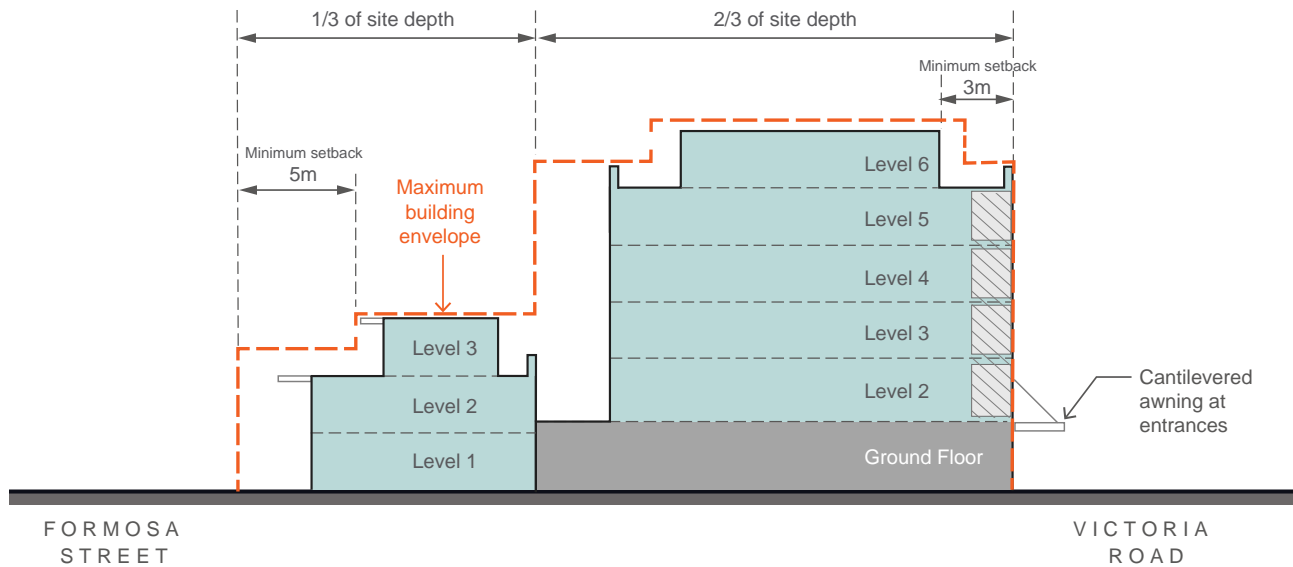 1/3 of site depth
2/3 of site depth
Minimum setback
3m
Minimum setback
5m
Maximum
building
envelope
Level 6
Level 5
Level 4
Level 3
Level 2
Ground Floor
Level 3
Level 2
Level 1
Cantilevered
awning at
entrances
FORMOSA
STREET
VICTORIA
ROAD